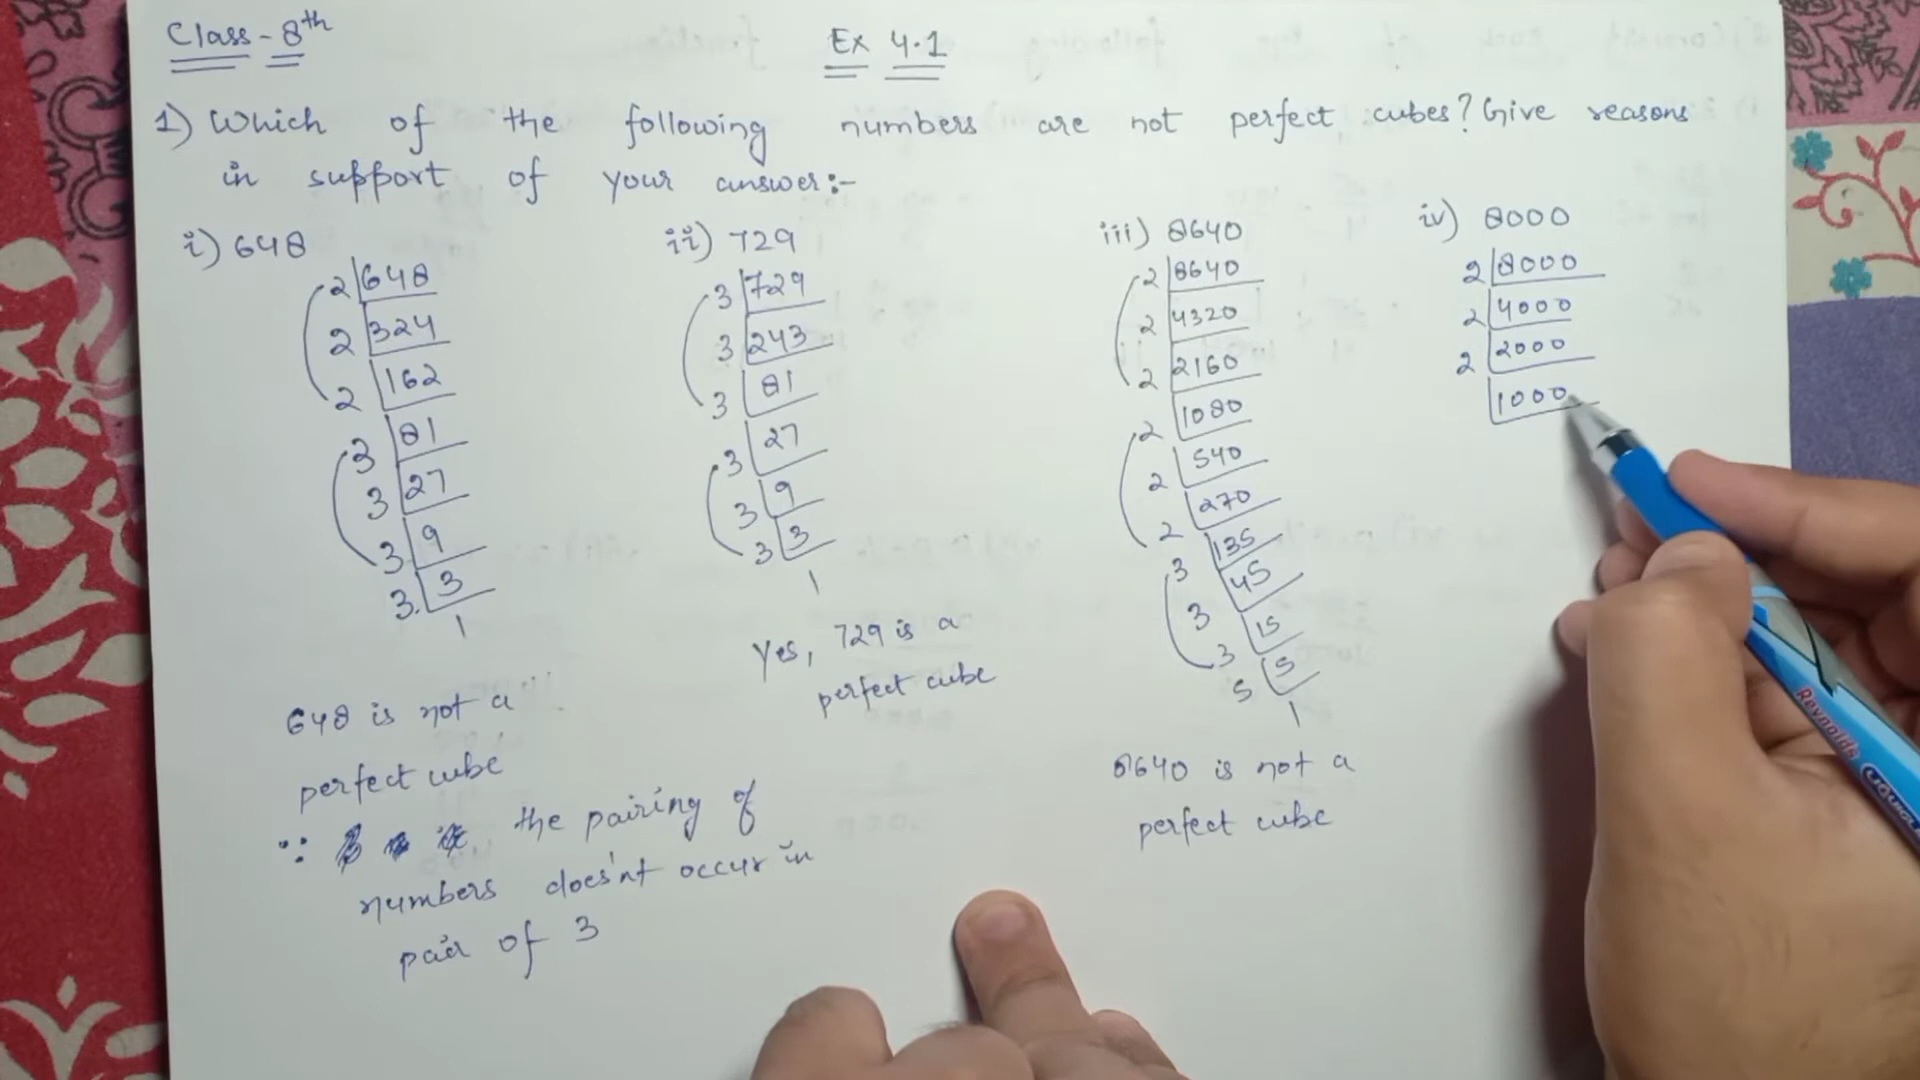 Class-8th
Ex 4.1
1) Which of the following numbers are not perfect cubes? Give reasons
in support of your answer:-
i) 648
2 648
2 324
2 162
3 81
3 27
3 9
3. 3
1
648 is not a
perfect cube
∵ the pairing of
numbers does'nt occur in
pair of 3
ii) 729
3 729
3 243
3 81
3 27
3 9
3 3
1
Yes, 729 is a
perfect cube
iii) 8640
2 8640
2 4320
2 2160
2 1080
2 540
2 270
3 135
3 45
3 15
5 5
1
8640 is not a
perfect cube
iv) 8000
2 8000
2 4000
2 2000
1000
Reynolds